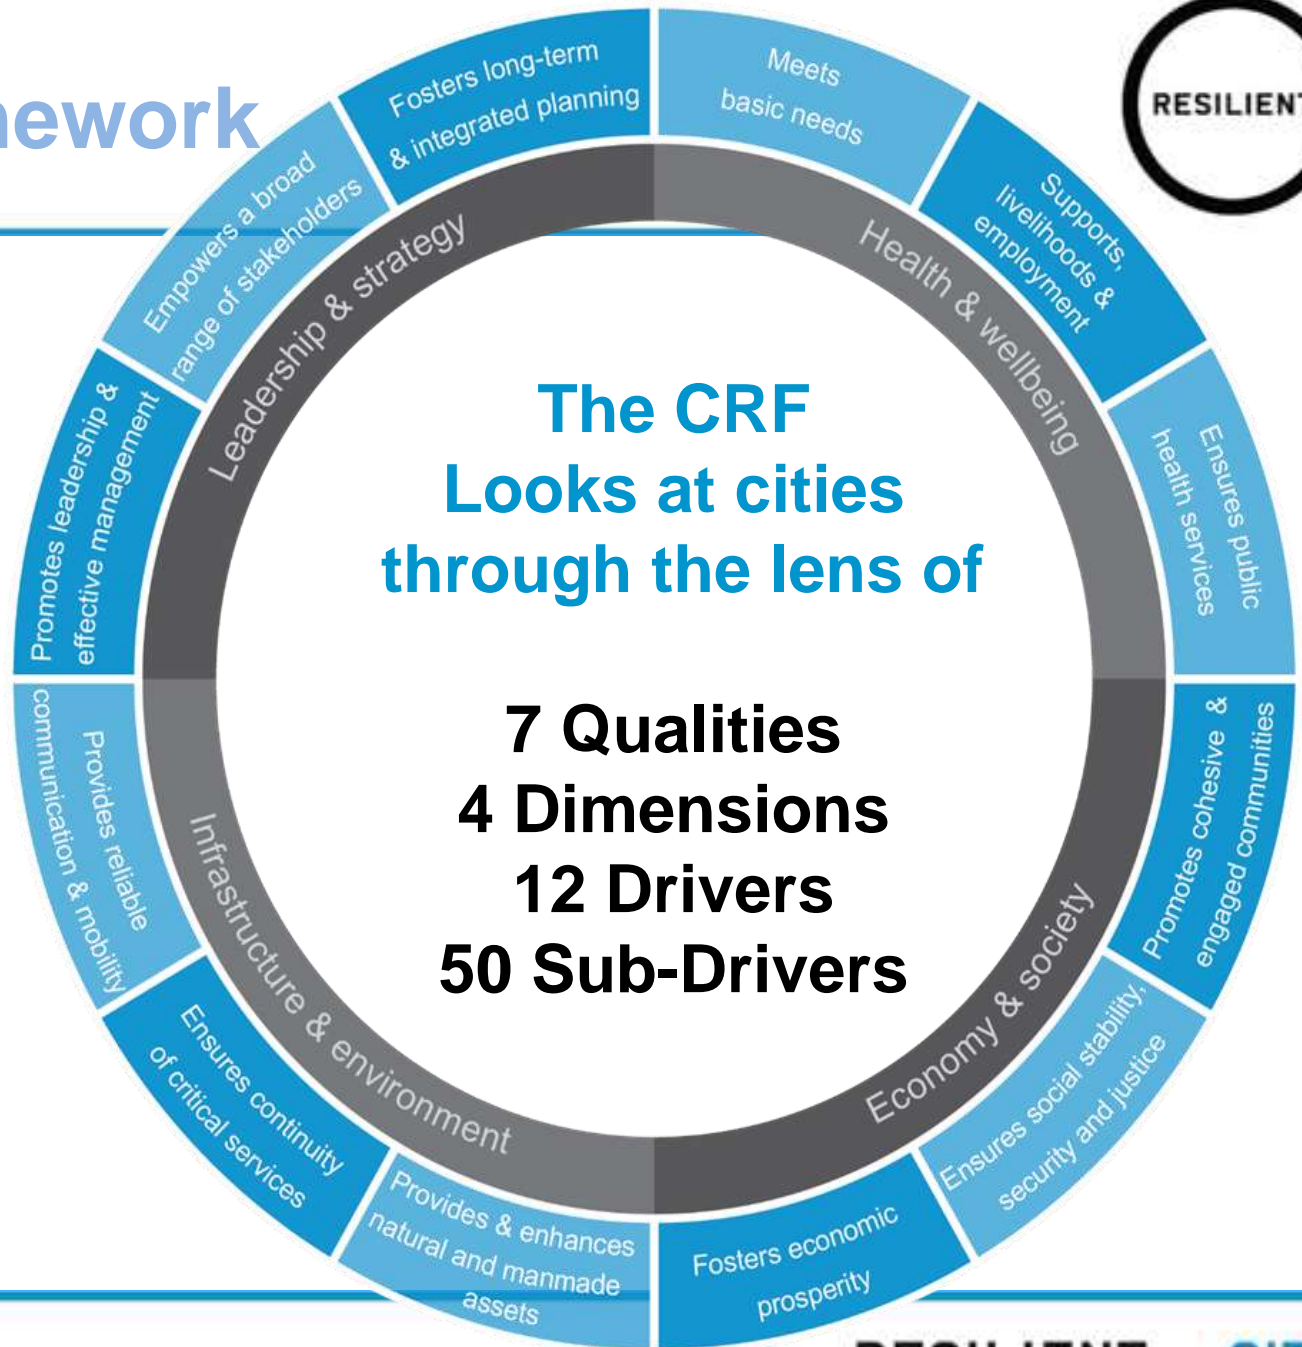 RESILIENT
Fosters long-term
& integrated planning
Meets
basic needs
Supports,
livelihoods &
employment
Ensures public
health services
Promotes cohesive &
engaged communities
Ensures social stability,
security and justice
Fosters economic
prosperity
Provides & enhances
natural and manmade
assets
Ensures continuity
of critical services
Provides reliable
communication & mobility
Promotes leadership &
effective management
Empowers a broad
range of stakeholders
Leadership & strategy
Health & wellbeing
Economy & society
Infrastructure & environment
The CRF
Looks at cities
through the lens of
7 Qualities
4 Dimensions
12 Drivers
50 Sub-Drivers